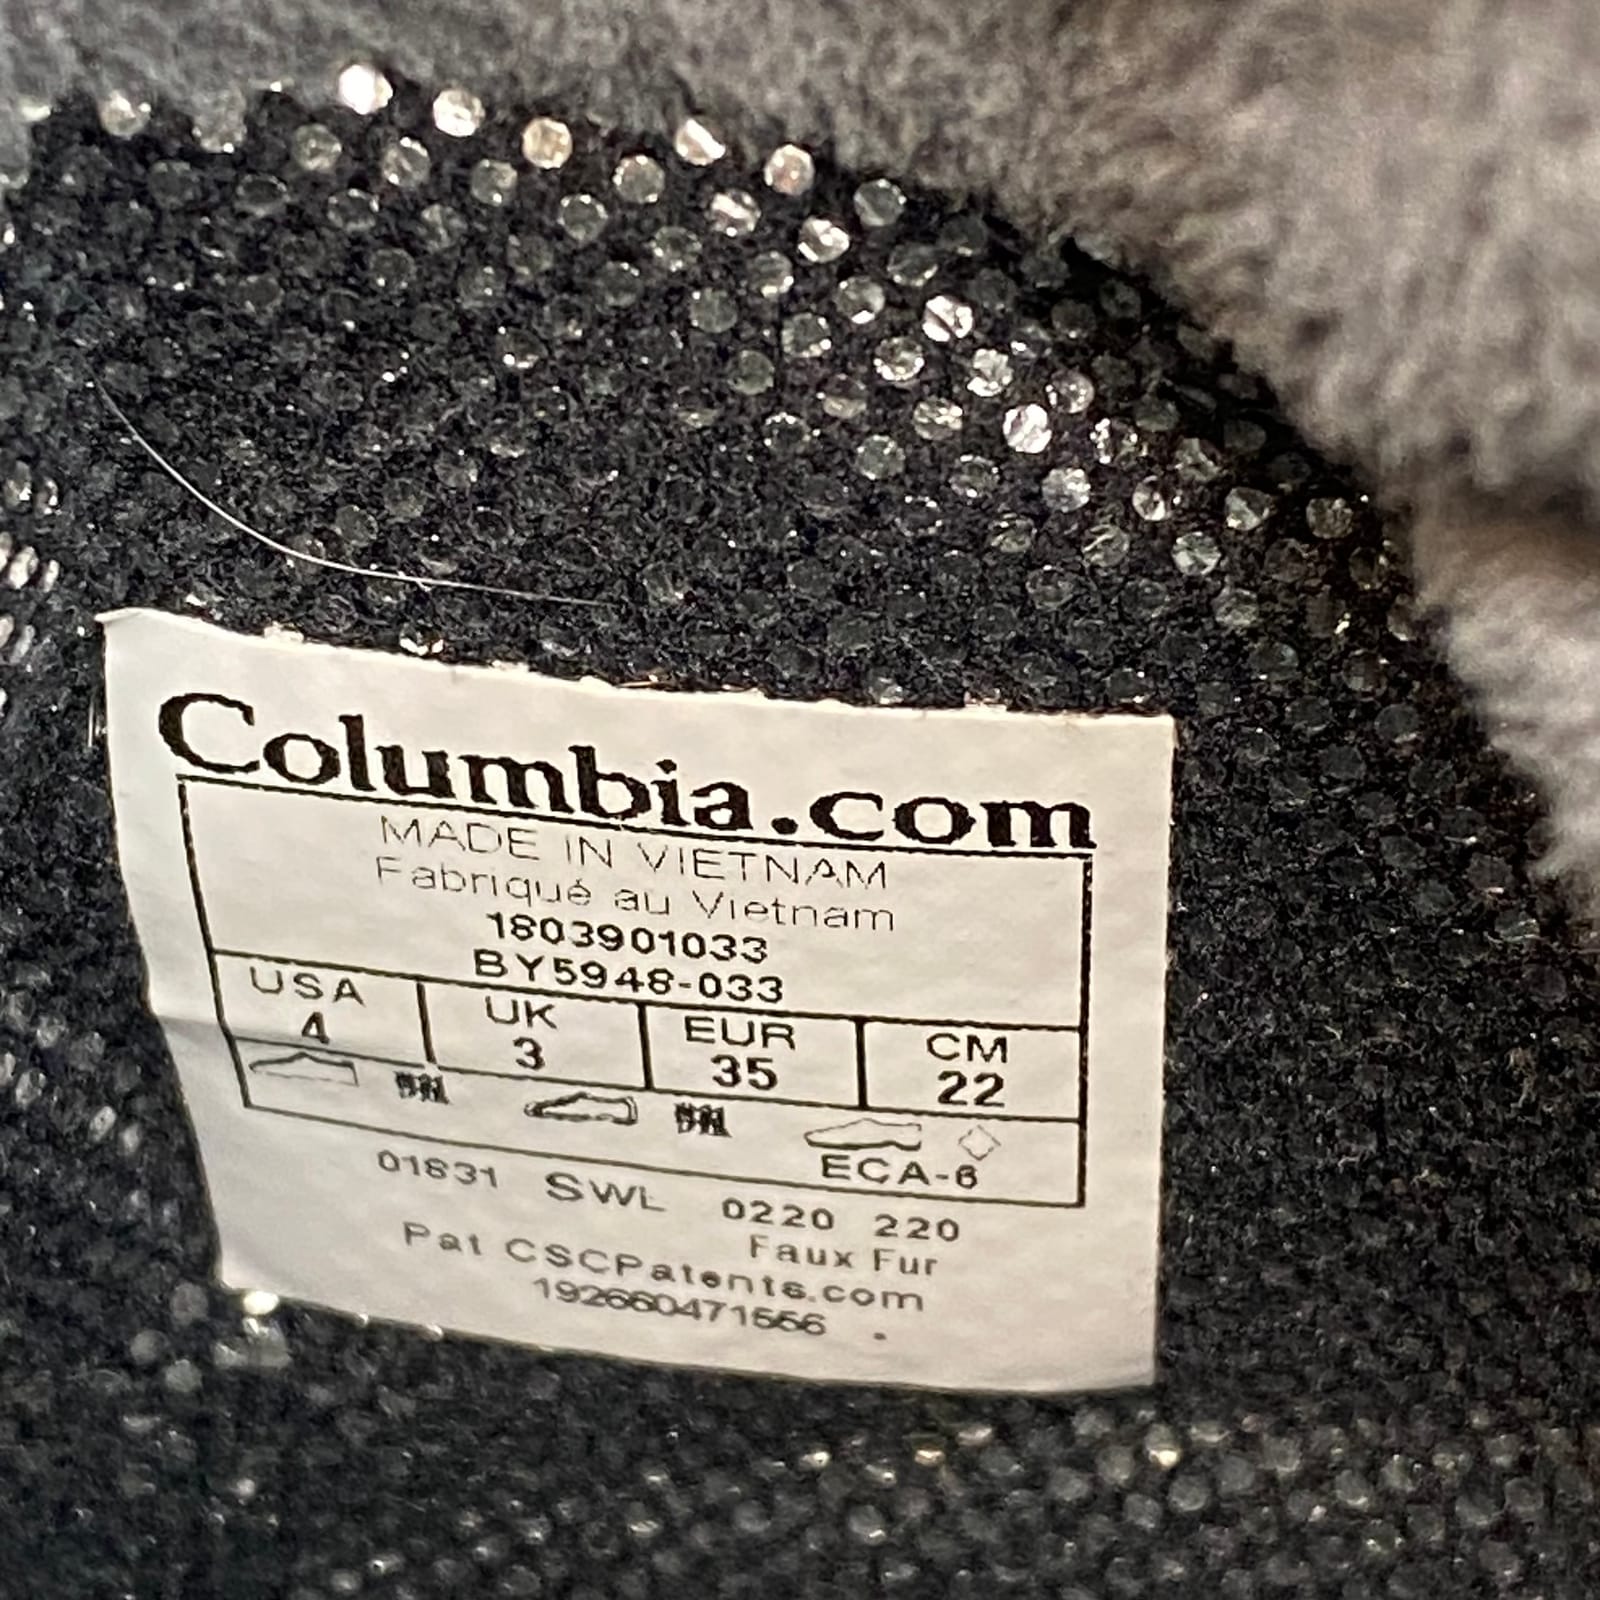 Columbia.com
MADE IN VIETNAM
Fabriqué au Vietnam
1803901033
BY5948-033
USA UK EUR CM
4 3 35 22
ECA-6
01831 SWL 0220 220
Faux Fur
Pat CSCPatents.com